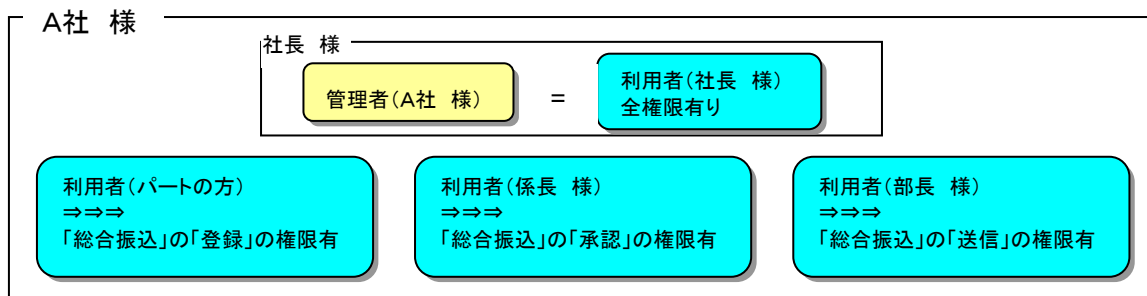 A社 様
社長 様
管理者(A社 様)
=
利用者(社長 様)
全権限有り
利用者(パートの方)
⇒⇒⇒
「総合振込」の「登録」の権限有
利用者(係長 様)
⇒⇒⇒
「総合振込」の「承認」の権限有
利用者(部長 様)
⇒⇒⇒
「総合振込」の「送信」の権限有